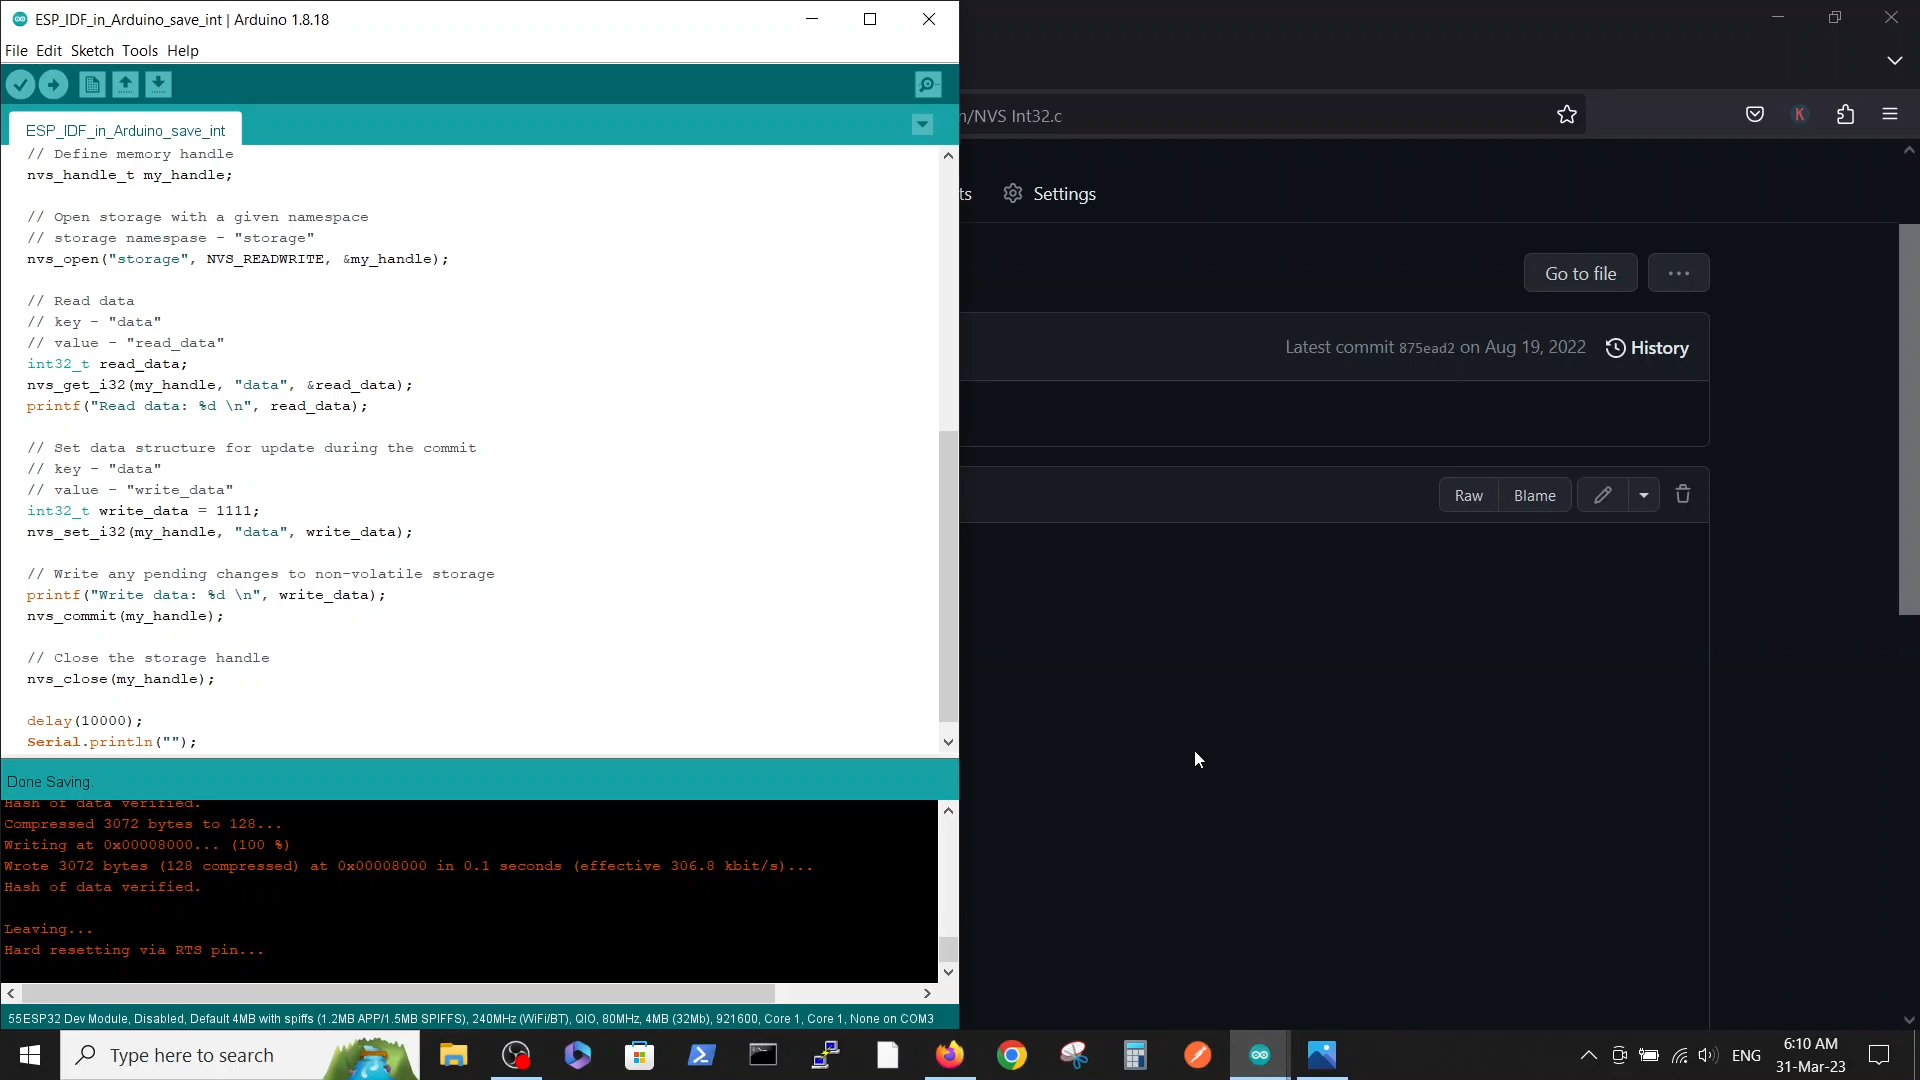 ESP_IDF_in_Arduino_save_int | Arduino 1.8.18
File Edit Sketch Tools Help
ESP_IDF_in_Arduino_save_int
// Define memory handle
nvs_handle_t my_handle;
// Open storage with a given namespace
// storage namespase - "storage"
nvs_open("storage", NVS_READWRITE, &my_handle);
// Read data
// key - "data"
// value - "read_data"
int32_t read_data;
nvs_get_i32(my_handle, "data", &read_data);
printf("Read data: %d \n", read_data);
// Set data structure for update during the commit
// key - "data"
// value - "write_data"
int32_t write_data = 1111;
nvs_set_i32(my_handle, "data", write_data);
// Write any pending changes to non-volatile storage
printf("Write data: %d \n", write_data);
nvs_commit(my_handle);
// Close the storage handle
nvs_close(my_handle);
delay(10000);
Serial.println("");
Done Saving.
Hash of data verified.
Compressed 3072 bytes to 128...
Writing at 0x00008000... (100 %)
Wrote 3072 bytes (128 compressed) at 0x00008000 in 0.1 seconds (effective 306.8 kbit/s)...
Hash of data verified.
Leaving...
Hard resetting via RTS pin...
55 ESP32 Dev Module, Disabled, Default 4MB with spiffs (1.2MB APP/1.5MB SPIFFS), 240MHz (WiFi/BT), QIO, 80MHz, 4MB (32Mb), 921600, Core 1, Core 1, None on COM3
n/NVS Int32.c
K
ts Settings
Go to file ...
Latest commit 875ead2 on Aug 19, 2022 History
Raw Blame
Type here to search
ENG
6:10 AM
31-Mar-23